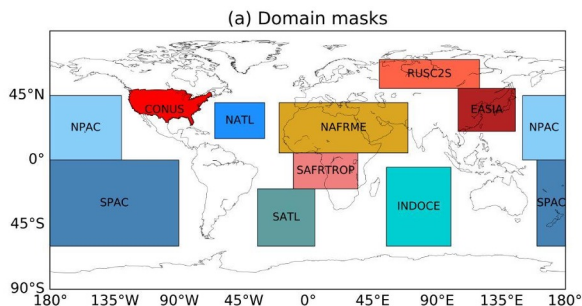 (a) Domain masks
RUSC2S
45°N
CONUS
EASIA
NPAC
NATL
NAFRME
NPAC
0°
SAFRTROP
SPAC
SATL
INDOCE
SPAC
45°S
90°S
180° 135°W 90°W 45°W 0° 45°E 90°E 135°E 180°